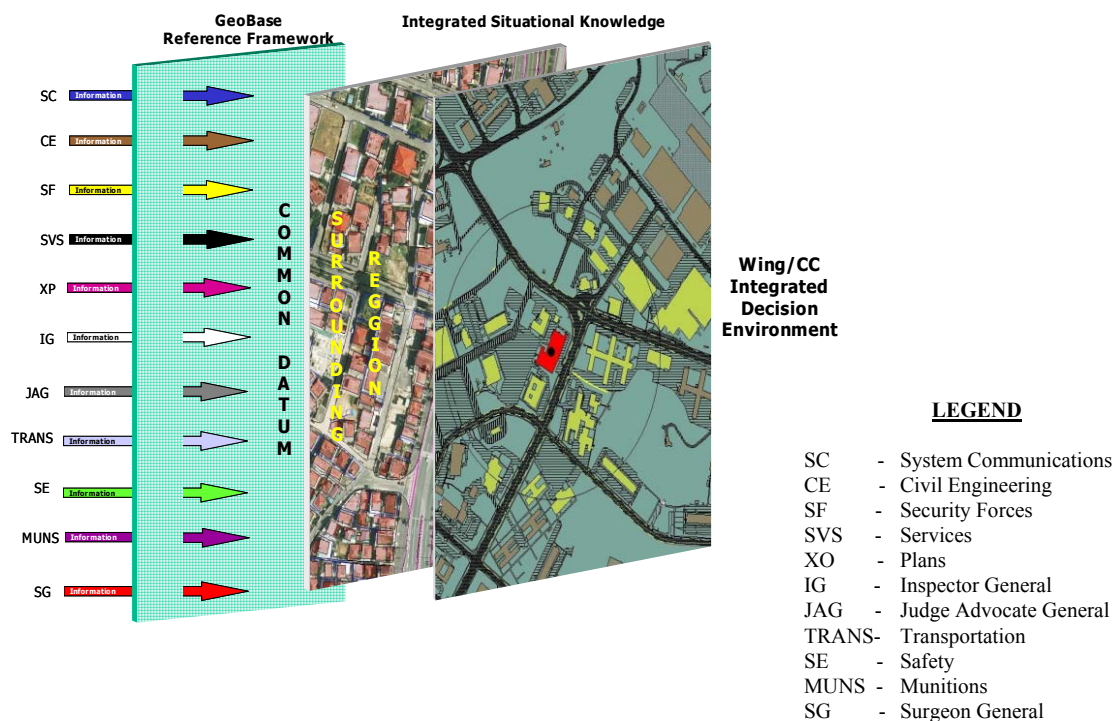 GeoBase
Reference Framework
Integrated Situational Knowledge
SC Information
CE Information
SF Information
SVS Information
XP Information
IG Information
JAG Information
TRANS Information
SE Information
MUNS Information
SG Information
COMMON DATUM
SURROUNDING
REGGION
Wing/CC
Integrated
Decision
Environment
LEGEND
SC - System Communications
CE - Civil Engineering
SF - Security Forces
SVS - Services
XO - Plans
IG - Inspector General
JAG - Judge Advocate General
TRANS- Transportation
SE - Safety
MUNS - Munitions
SG - Surgeon General